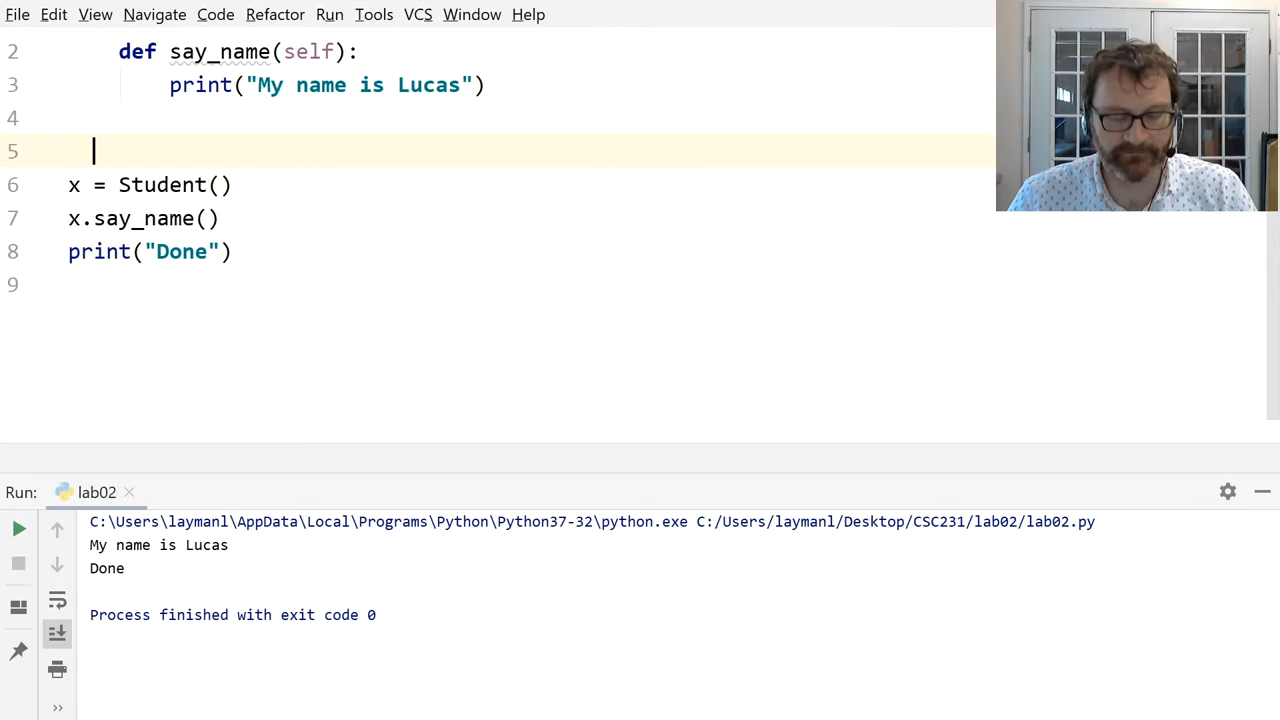 File Edit View Navigate Code Refactor Run Tools VCS Window Help
2 def say_name(self):
3 print("My name is Lucas")
4
5
6 x = Student()
7 x.say_name()
8 print("Done")
9
Run: lab02
C:\Users\laymanl\AppData\Local\Programs\Python\Python37-32\python.exe C:/Users/laymanl/Desktop/CSC231/lab02/lab02.py
My name is Lucas
Done
Process finished with exit code 0